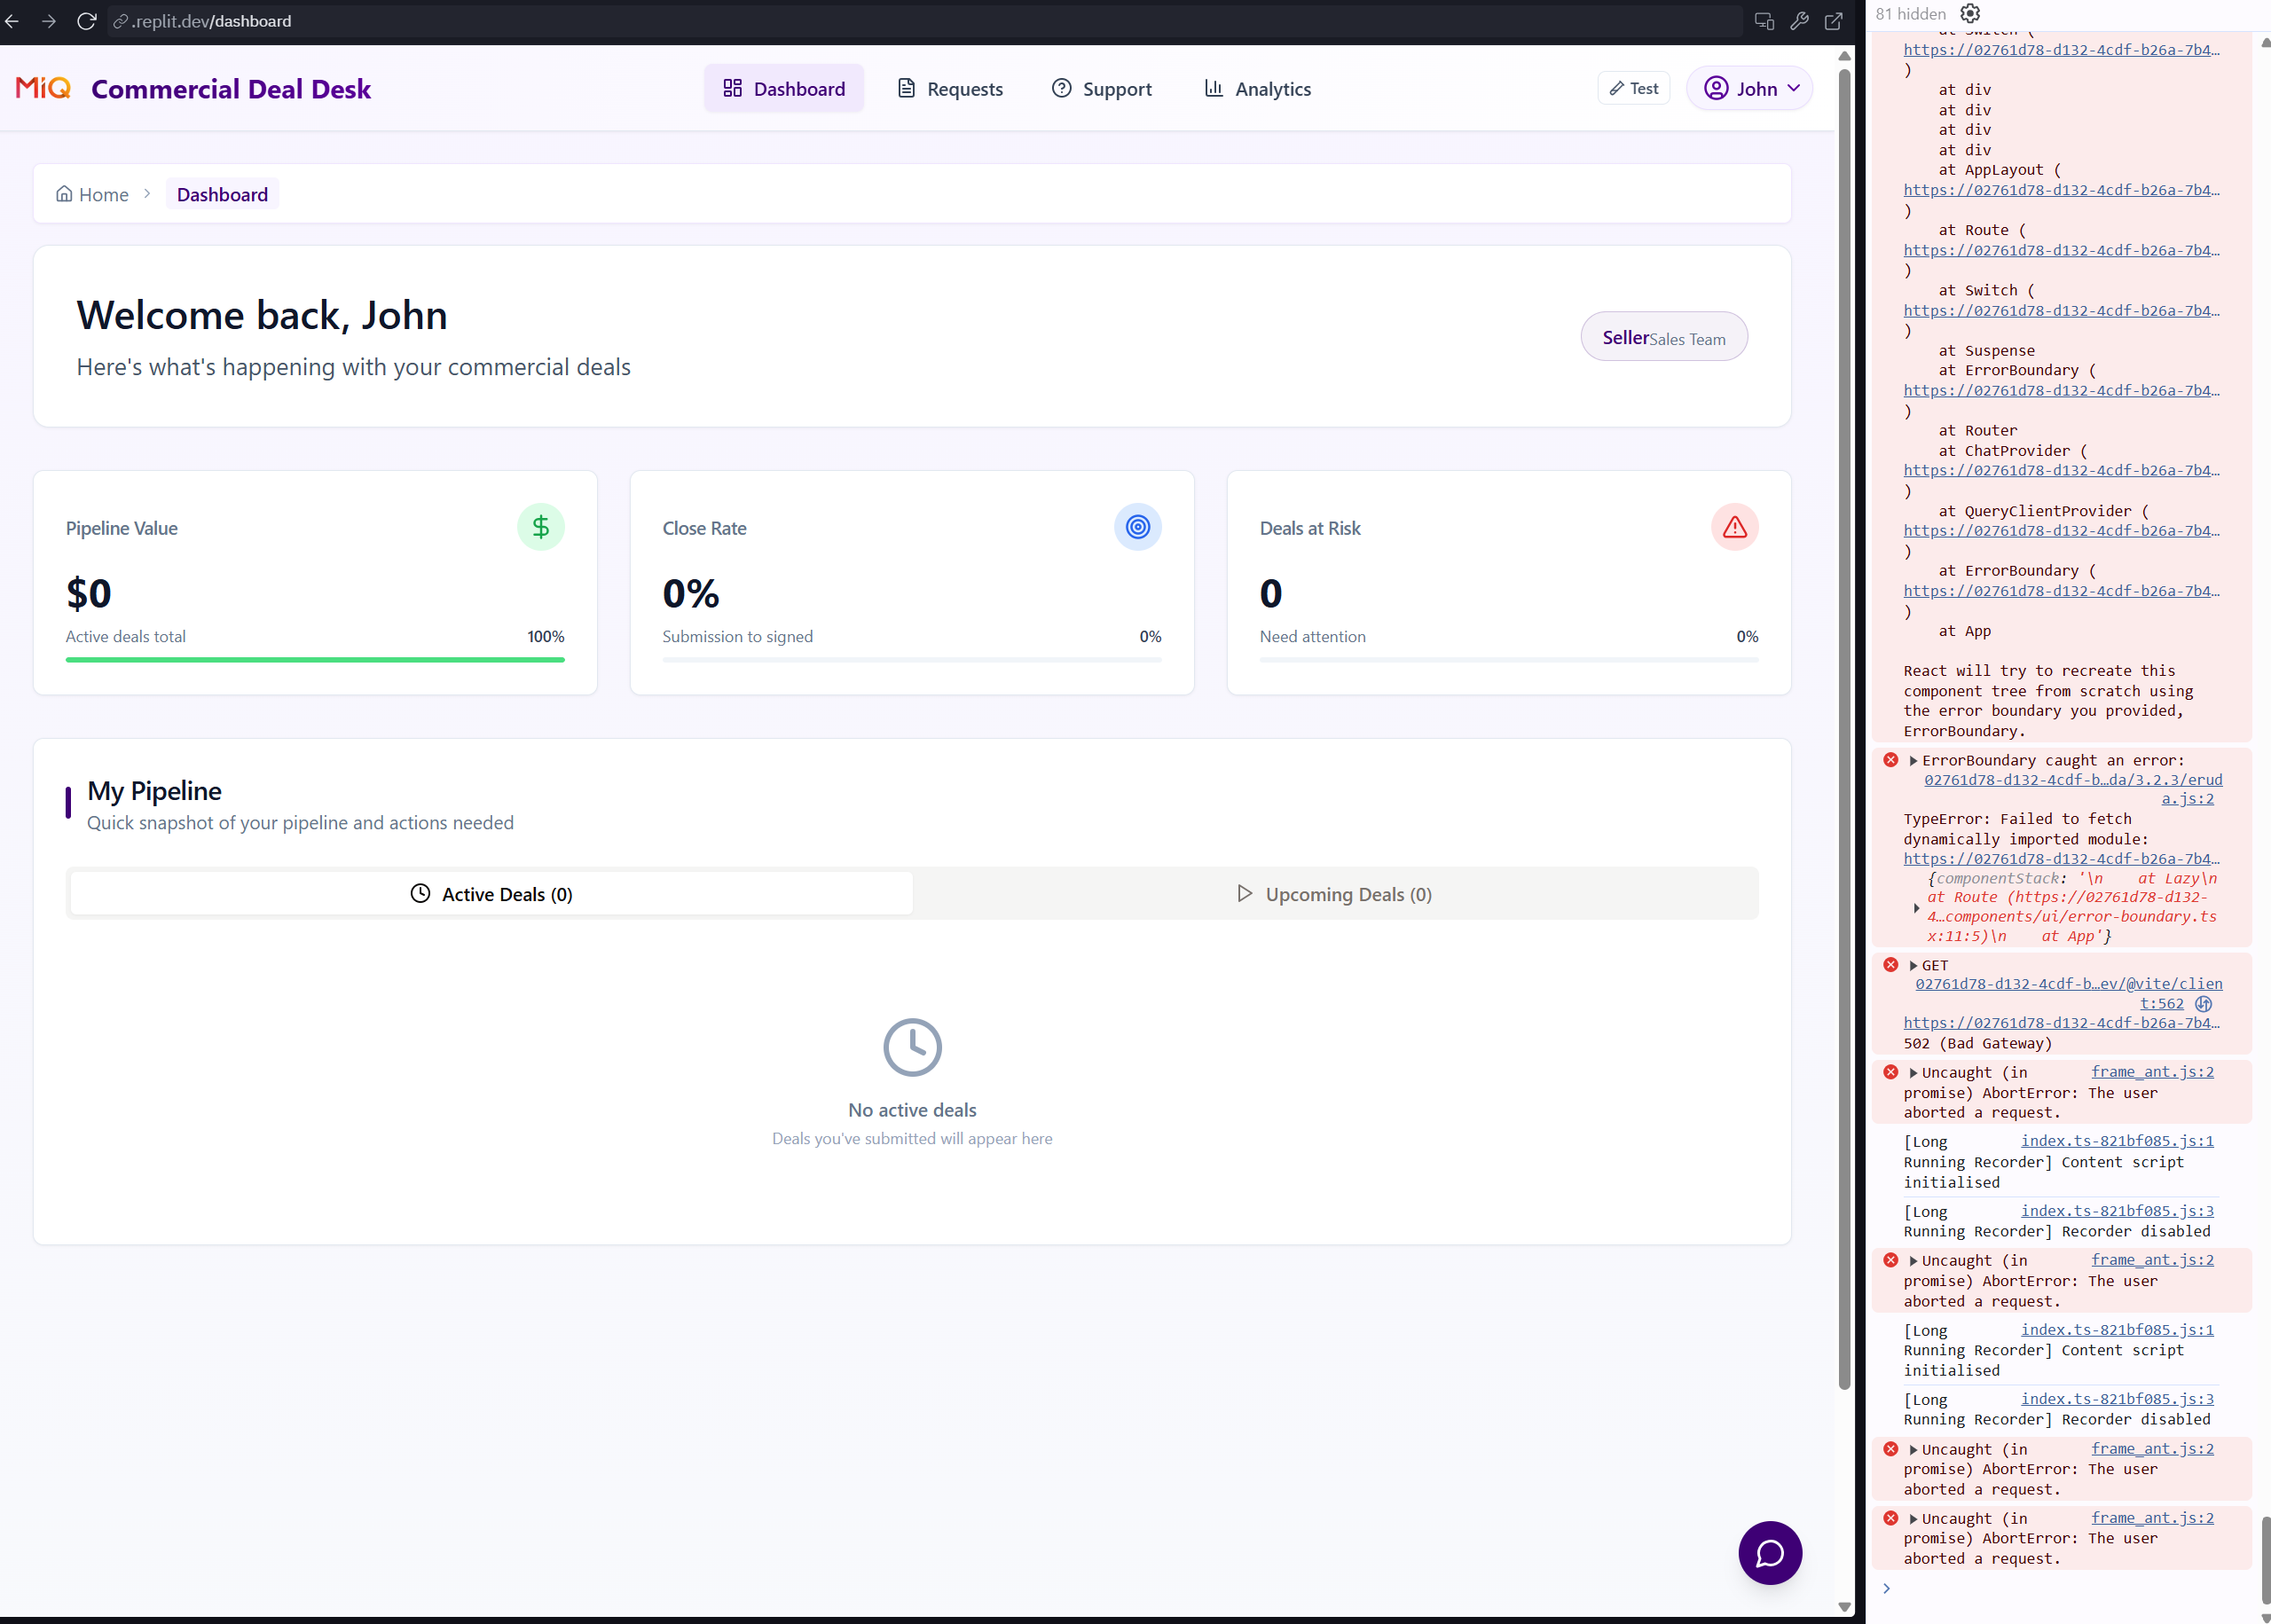 .replit.dev/dashboard
MiQ Commercial Deal Desk
Dashboard
Requests
Support
Analytics
Test
John
Home
Dashboard
Welcome back, John
Here's what's happening with your commercial deals
Seller Sales Team
Pipeline Value
$0
Active deals total 100%
Close Rate
0%
Submission to signed 0%
Deals at Risk
0
Need attention 0%
My Pipeline
Quick snapshot of your pipeline and actions needed
Active Deals (0)
Upcoming Deals (0)
No active deals
Deals you've submitted will appear here
81 hidden
at Switch (
https://02761d78-d132-4cdf-b26a-7b4…
)
at div
at div
at div
at div
at AppLayout (
https://02761d78-d132-4cdf-b26a-7b4…
)
at Route (
https://02761d78-d132-4cdf-b26a-7b4…
)
at Switch (
https://02761d78-d132-4cdf-b26a-7b4…
)
at Suspense
at ErrorBoundary (
https://02761d78-d132-4cdf-b26a-7b4…
)
at Router
at ChatProvider (
https://02761d78-d132-4cdf-b26a-7b4…
)
at QueryClientProvider (
https://02761d78-d132-4cdf-b26a-7b4…
)
at ErrorBoundary (
https://02761d78-d132-4cdf-b26a-7b4…
)
at App
React will try to recreate this
component tree from scratch using
the error boundary you provided,
ErrorBoundary.
ErrorBoundary caught an error:
02761d78-d132-4cdf-b…da/3.2.3/erud
a.js:2
TypeError: Failed to fetch
dynamically imported module:
https://02761d78-d132-4cdf-b26a-7b4…
{componentStack: '\n    at Lazy\n
at Route (https://02761d78-d132-
4…components/ui/error-boundary.ts
x:11:5)\n    at App'}
GET
02761d78-d132-4cdf-b…ev/@vite/clien
t:562
https://02761d78-d132-4cdf-b26a-7b4…
502 (Bad Gateway)
Uncaught (in frame_ant.js:2
promise) AbortError: The user
aborted a request.
[Long index.ts-821bf085.js:1
Running Recorder] Content script
initialised
[Long index.ts-821bf085.js:3
Running Recorder] Recorder disabled
Uncaught (in frame_ant.js:2
promise) AbortError: The user
aborted a request.
[Long index.ts-821bf085.js:1
Running Recorder] Content script
initialised
[Long index.ts-821bf085.js:3
Running Recorder] Recorder disabled
Uncaught (in frame_ant.js:2
promise) AbortError: The user
aborted a request.
Uncaught (in frame_ant.js:2
promise) AbortError: The user
aborted a request.